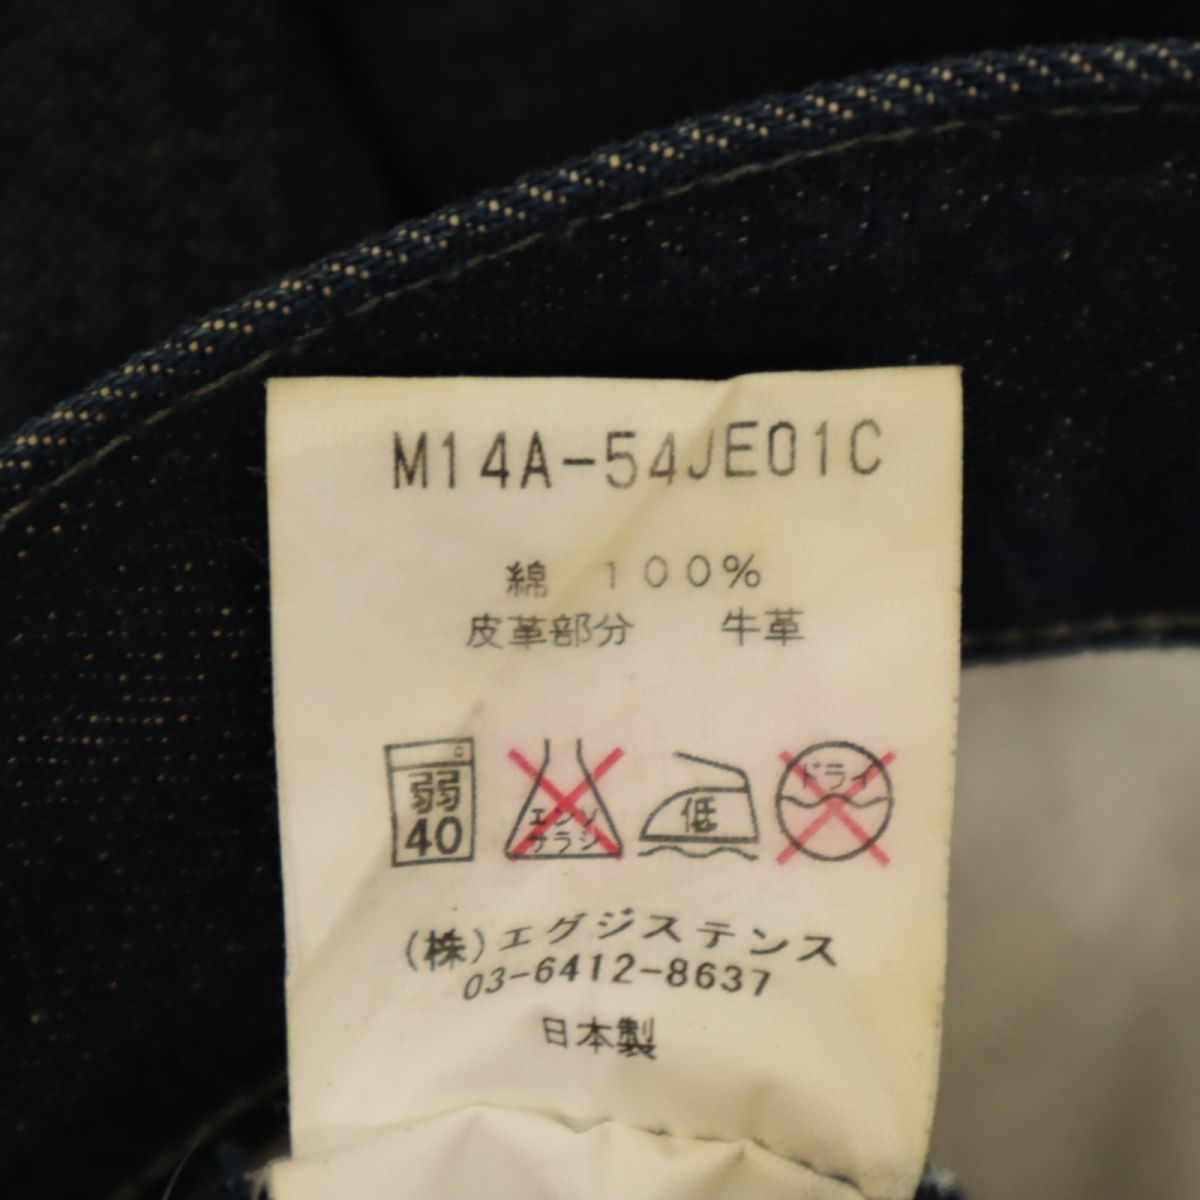 M14A-54JE01C
綿 100%
皮革部分 牛革
弱
40
エンソ
サラシ
低
ドライ
(株)エグジステンス
03-6412-8637
日本製